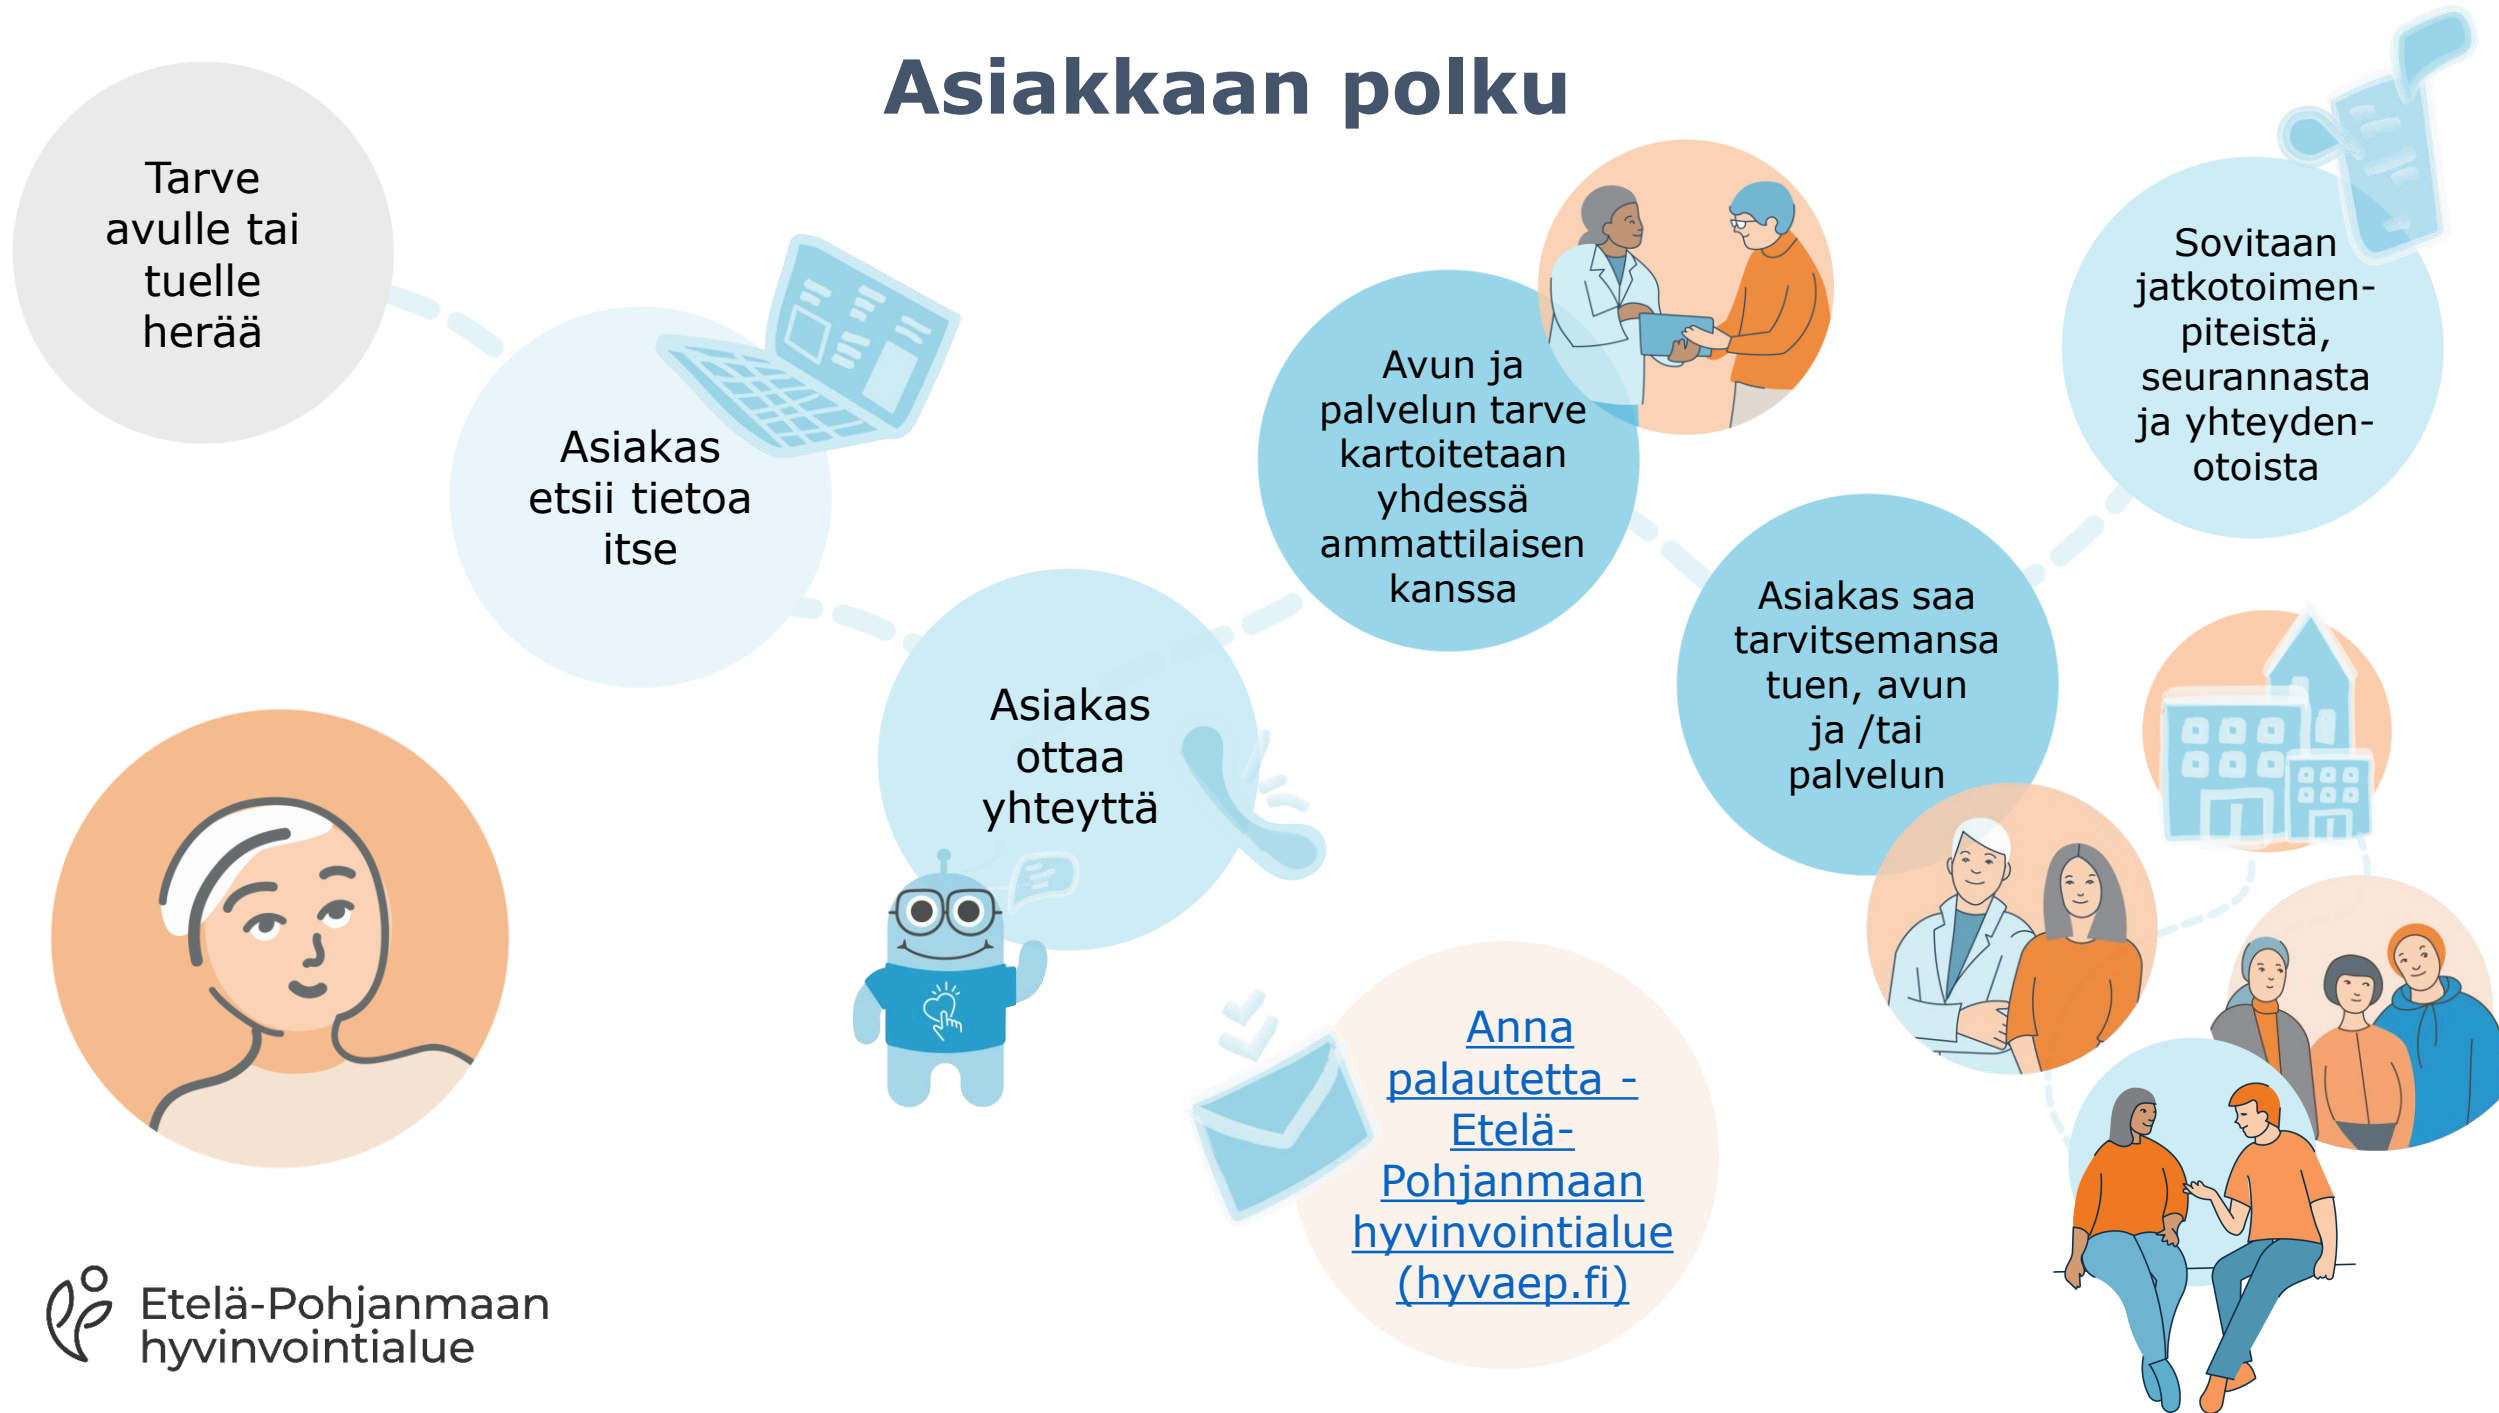 Asiakkaan polku
Tarve
avulle tai
tuelle
herää
Asiakas
etsii tietoa
itse
Asiakas
ottaa
yhteyttä
Avun ja
palvelun tarve
kartoitetaan
yhdessä
ammattilaisen
kanssa
Asiakas saa
tarvitsemansa
tuen, avun
ja /tai
palvelun
Sovitaan
jatkotoimen-
piteistä,
seurannasta
ja yhteyden-
otoista
Anna
palautetta -
Etelä-
Pohjanmaan
hyvinvointialue
(hyvaep.fi)
Etelä-Pohjanmaan
hyvinvointialue